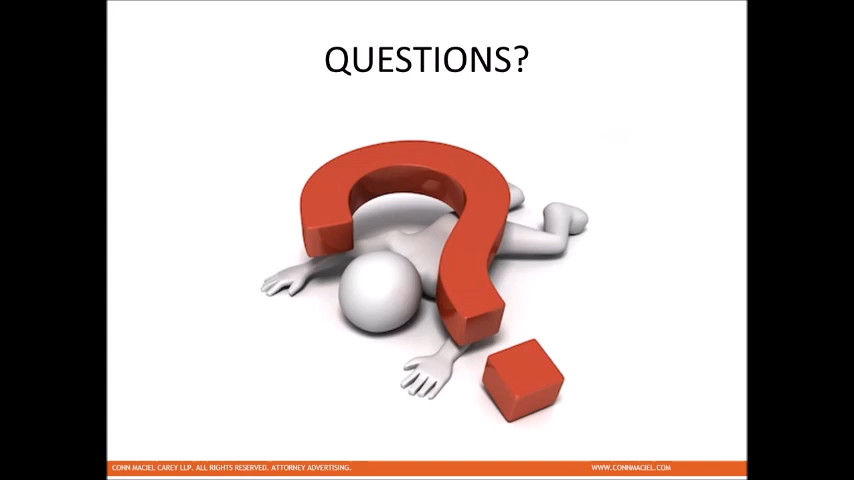 QUESTIONS?
CONN MACIEL CAREY LLP. ALL RIGHTS RESERVED. ATTORNEY ADVERTISING.
WWW.CONNMACIEL.COM